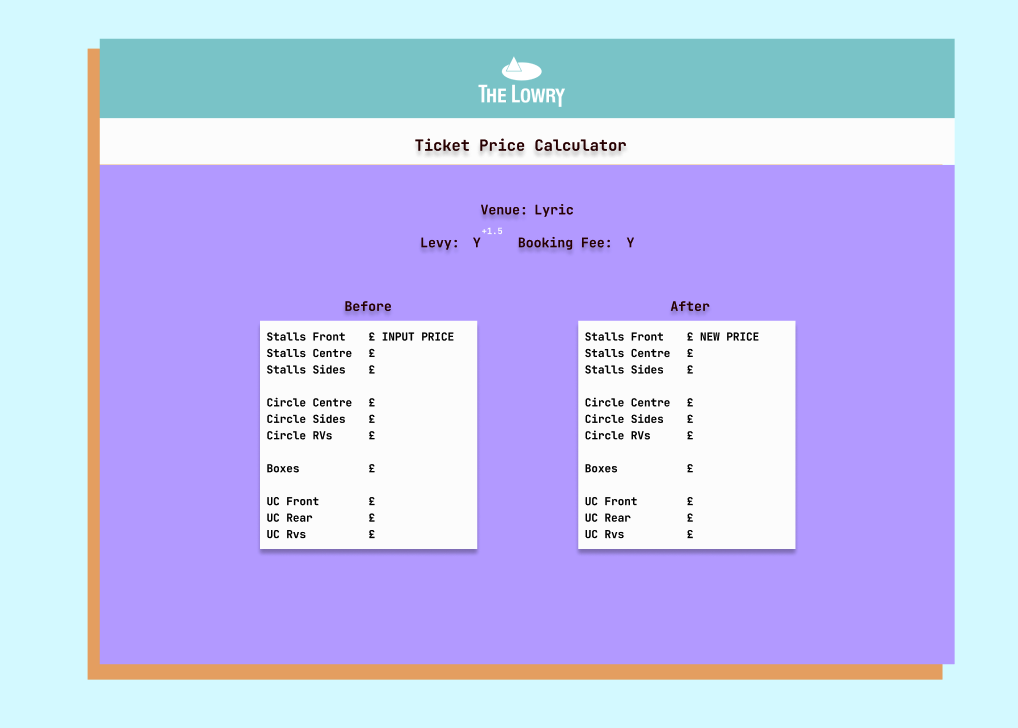 THE LOWRY
Ticket Price Calculator
Venue: Lyric
Levy: Y +1.5 Booking Fee: Y
Before After
Stalls Front £ INPUT PRICE
Stalls Centre £
Stalls Sides £
Circle Centre £
Circle Sides £
Circle RVs £
Boxes £
UC Front £
UC Rear £
UC Rvs £
Stalls Front £ NEW PRICE
Stalls Centre £
Stalls Sides £
Circle Centre £
Circle Sides £
Circle RVs £
Boxes £
UC Front £
UC Rear £
UC Rvs £